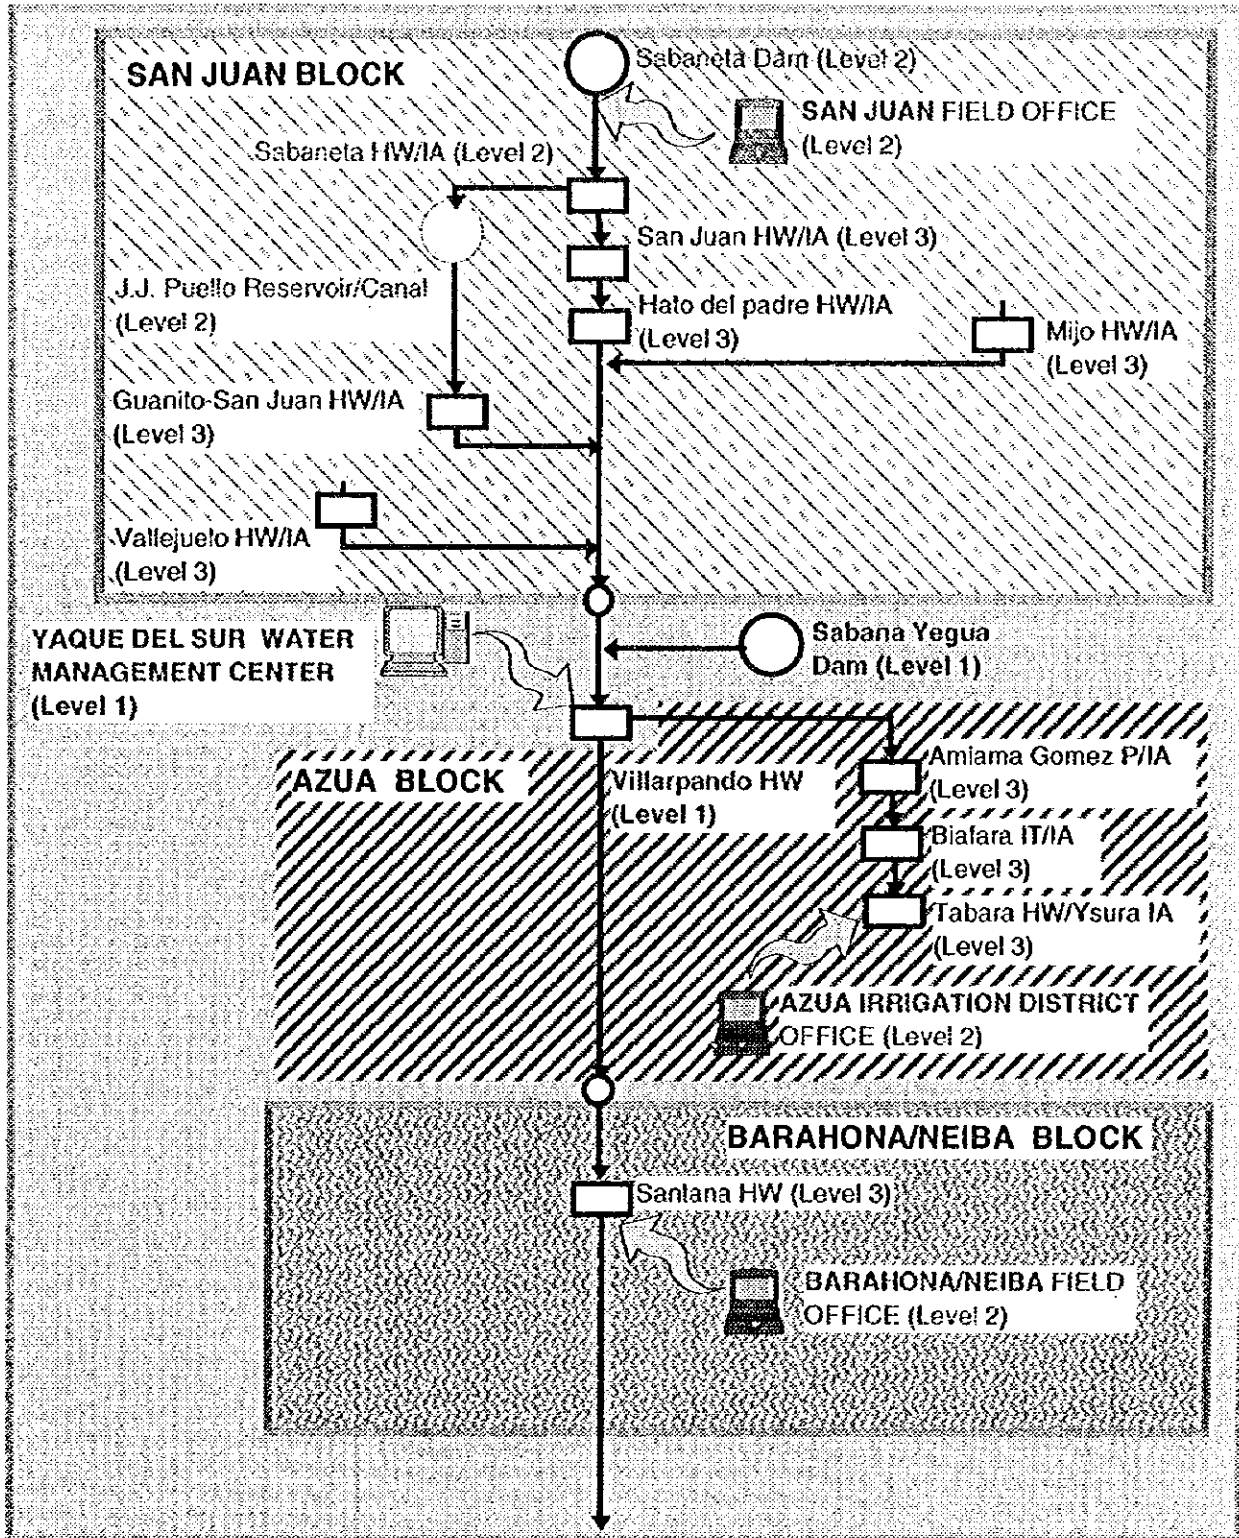 SAN JUAN BLOCK
Sabaneta Dam (Level 2)
SAN JUAN FIELD OFFICE
(Level 2)
Sabaneta HW/IA (Level 2)
San Juan HW/IA (Level 3)
J.J. Puello Reservoir/Canal
(Level 2)
Hato del padre HW/IA
(Level 3)
Mijo HW/IA
(Level 3)
Guanito-San Juan HW/IA
(Level 3)
Vallejuelo HW/IA
(Level 3)
YAQUE DEL SUR WATER
MANAGEMENT CENTER
(Level 1)
Sabana Yegua
Dam (Level 1)
AZUA BLOCK
Villarpando HW
(Level 1)
Amiama Gomez P/IA
(Level 3)
Biafara IT/IA
(Level 3)
Tabara HW/Ysura IA
(Level 3)
AZUA IRRIGATION DISTRICT
OFFICE (Level 2)
BARAHONA/NEIBA BLOCK
Santana HW (Level 3)
BARAHONA/NEIBA FIELD
OFFICE (Level 2)